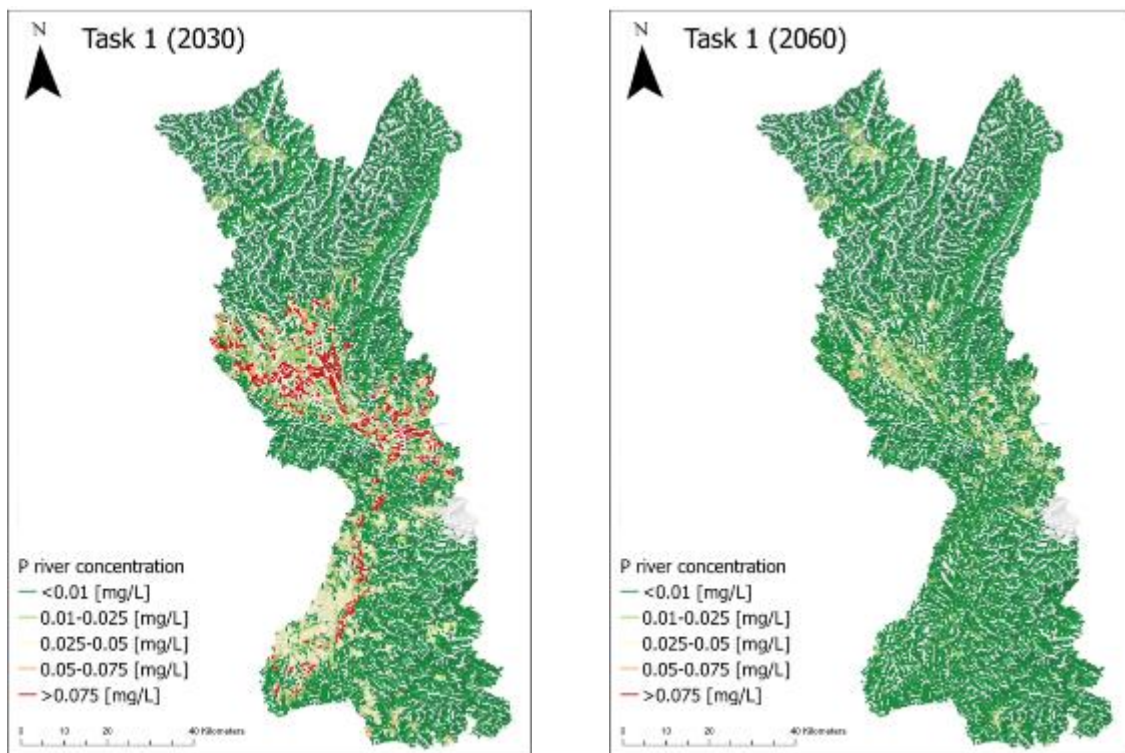 N
Task 1 (2030)
P river concentration
<0.01 [mg/L]
0.01-0.025 [mg/L]
0.025-0.05 [mg/L]
0.05-0.075 [mg/L]
>0.075 [mg/L]
0 10 20 40 Kilometers
N
Task 1 (2060)
P river concentration
<0.01 [mg/L]
0.01-0.025 [mg/L]
0.025-0.05 [mg/L]
0.05-0.075 [mg/L]
>0.075 [mg/L]
0 10 20 40 Kilometers